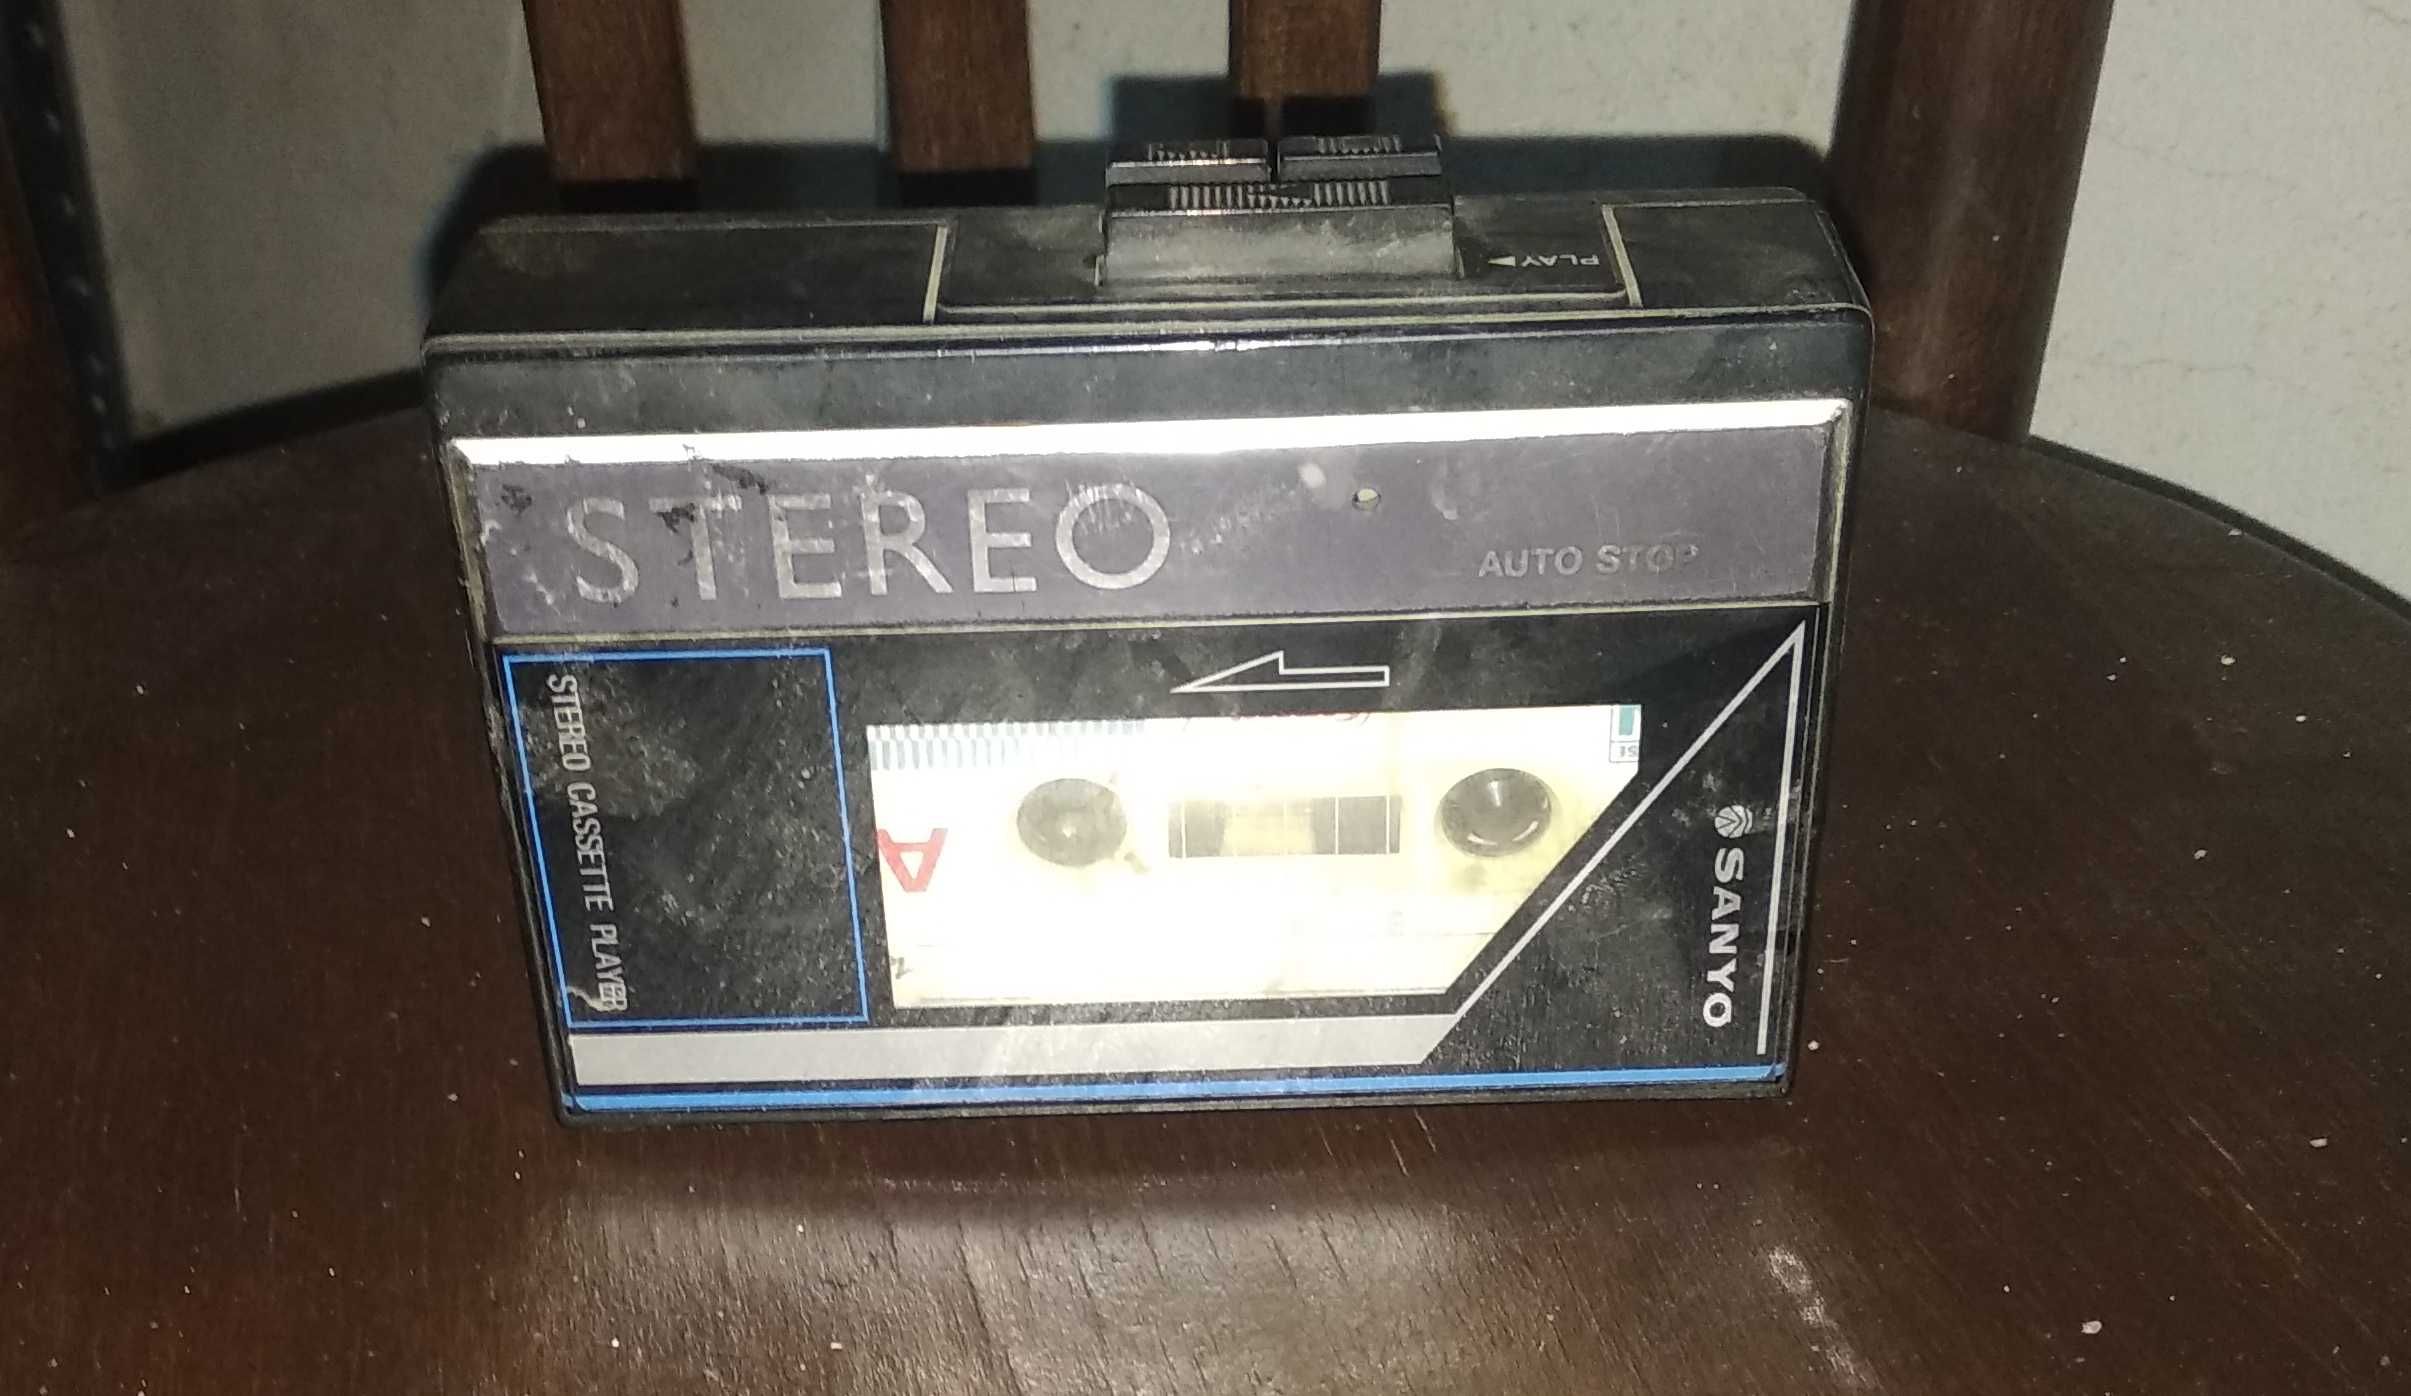 PLAY
STEREO
AUTO STOP
STEREO CASSETTE PLAYER
A
SANYO